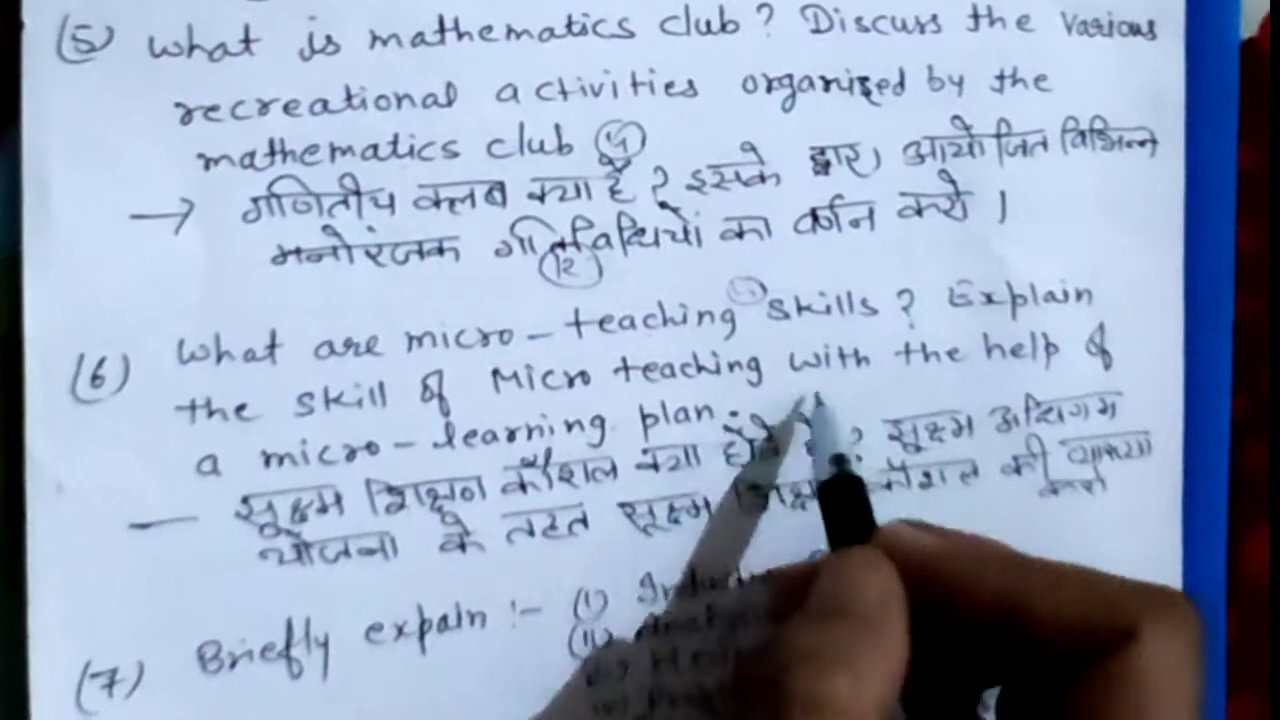 (5) What is mathematics club? Discuss the various
recreational activities organized by the
mathematics club (4)
→ गणितीय क्लब क्या है ? इसके द्वारा आयोजित विभिन्न
मनोरंजक गतिविधियों का वर्णन करो ।
(12)
(6) What are micro-teaching skills? Explain
the skill of Micro teaching with the help of
a micro-learning plan.
— सूक्ष्म शिक्षण कौशल क्या होते ? सूक्ष्म अधिगम
योजना के तहत सूक्ष्म कौशल की व्याख्या
करो
(7) Briefly expain :- (i)
(ii)